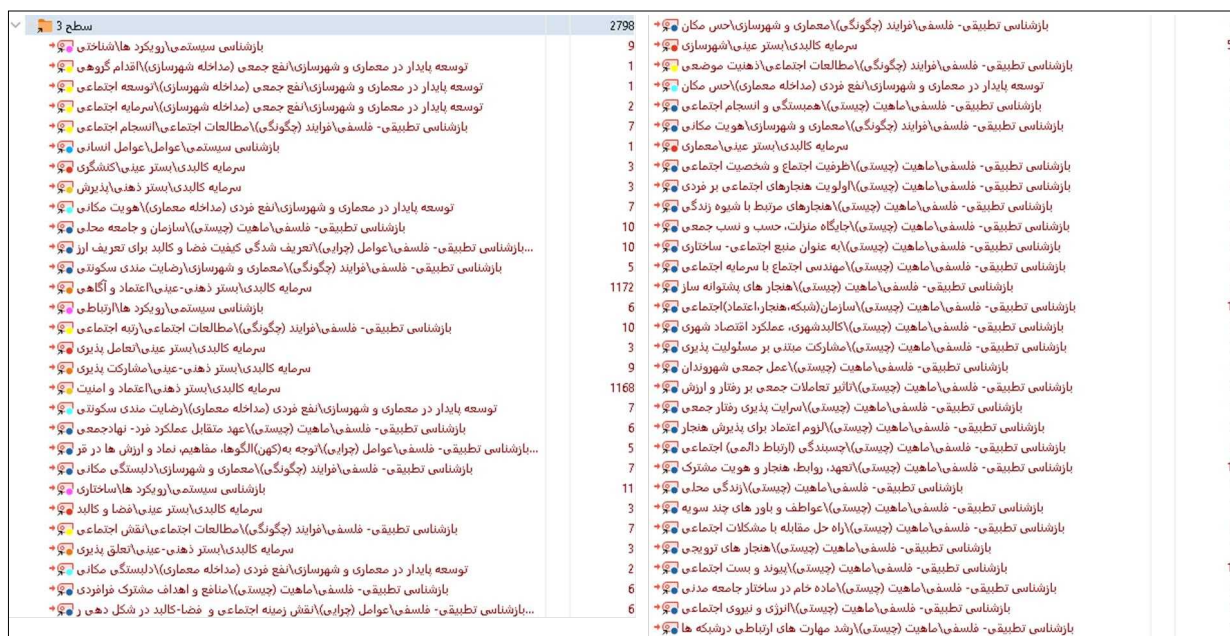 سطح 3 2798
بازشناسی سیستمی\رویکرد ها\شناختی 9
توسعه پایدار در معماری و شهرسازی\نفع جمعی (مداخله شهرسازی)\اقدام گروهی 1
توسعه پایدار در معماری و شهرسازی\نفع جمعی (مداخله شهرسازی)\توسعه اجتماعی 1
توسعه پایدار در معماری و شهرسازی\نفع جمعی (مداخله شهرسازی)\سرمایه اجتماعی 2
بازشناسی تطبیقی- فلسفی\فرایند (چگونگی)\مطالعات اجتماعی\انسجام اجتماعی 7
بازشناسی سیستمی\عوامل\عوامل انسانی 1
سرمایه کالبدی\بستر عینی\کنشگری 3
سرمایه کالبدی\بستر ذهنی\پذیرش 3
توسعه پایدار در معماری و شهرسازی\نفع فردی (مداخله معماری)\هویت مکانی 7
بازشناسی تطبیقی- فلسفی\ماهیت (چیستی)\سازمان و جامعه محلی 10
بازشناسی تطبیقی- فلسفی\عوامل (چرایی)\تعریف شدگی کیفیت فضا و کالبد برای تعریف ارز... 10
بازشناسی تطبیقی- فلسفی\فرایند (چگونگی)\معماری و شهرسازی\رضایت مندی سکونتی 5
سرمایه کالبدی\بستر ذهنی-عینی\اعتماد و آگاهی 1172
بازشناسی سیستمی\رویکرد ها\ارتباطی 6
بازشناسی تطبیقی- فلسفی\فرایند (چگونگی)\مطالعات اجتماعی\رتبه اجتماعی 10
سرمایه کالبدی\بستر عینی\تعامل پذیری 3
سرمایه کالبدی\بستر ذهنی-عینی\مشارکت پذیری 9
سرمایه کالبدی\بستر ذهنی\اعتماد و امنیت 1168
توسعه پایدار در معماری و شهرسازی\نفع فردی (مداخله معماری)\رضایت مندی سکونتی 7
بازشناسی تطبیقی- فلسفی\ماهیت (چیستی)\عهد متقابل عملکرد فرد- نهادجمعی 6
بازشناسی تطبیقی- فلسفی\عوامل (چرایی)\توجه به(کهن)الگوها، مفاهیم، نماد و ارزش ها در قر... 5
بازشناسی تطبیقی- فلسفی\فرایند (چگونگی)\معماری و شهرسازی\دلبستگی مکانی 7
بازشناسی سیستمی\رویکرد ها\ساختاری 11
سرمایه کالبدی\بستر عینی\فضا و کالبد 3
بازشناسی تطبیقی- فلسفی\فرایند (چگونگی)\مطالعات اجتماعی\نقش اجتماعی 7
سرمایه کالبدی\بستر ذهنی-عینی\تعلق پذیری 3
توسعه پایدار در معماری و شهرسازی\نفع فردی (مداخله معماری)\دلبستگی مکانی 2
بازشناسی تطبیقی- فلسفی\ماهیت (چیستی)\منافع و اهداف مشترک فرافردی 6
بازشناسی تطبیقی- فلسفی\عوامل (چرایی)\نقش زمینه اجتماعی و فضا-کالبد در شکل دهی ر... 6
بازشناسی تطبیقی- فلسفی\فرایند (چگونگی)\معماری و شهرسازی\حس مکان
سرمایه کالبدی\بستر عینی\شهرسازی
بازشناسی تطبیقی- فلسفی\فرایند (چگونگی)\مطالعات اجتماعی\ذهنیت موضعی
توسعه پایدار در معماری و شهرسازی\نفع فردی (مداخله معماری)\حس مکان
بازشناسی تطبیقی- فلسفی\ماهیت (چیستی)\همبستگی و انسجام اجتماعی
بازشناسی تطبیقی- فلسفی\فرایند (چگونگی)\معماری و شهرسازی\هویت مکانی
سرمایه کالبدی\بستر عینی\معماری
بازشناسی تطبیقی- فلسفی\ماهیت (چیستی)\ظرفیت اجتماع و شخصیت اجتماعی
بازشناسی تطبیقی- فلسفی\ماهیت (چیستی)\اولویت هنجارهای اجتماعی بر فردی
بازشناسی تطبیقی- فلسفی\ماهیت (چیستی)\هنجارهای مرتبط با شیوه زندگی
بازشناسی تطبیقی- فلسفی\ماهیت (چیستی)\جایگاه منزلت، حسب و نسب جمعی
بازشناسی تطبیقی- فلسفی\ماهیت (چیستی)\به عنوان منبع اجتماعی- ساختاری
بازشناسی تطبیقی- فلسفی\ماهیت (چیستی)\مهندس اجتماع با سرمایه اجتماعی
بازشناسی تطبیقی- فلسفی\ماهیت (چیستی)\هنجار های پشتوانه ساز
بازشناسی تطبیقی- فلسفی\ماهیت (چیستی)\سازمان(شبکه،هنجار،اعتماد)اجتماعی
بازشناسی تطبیقی- فلسفی\ماهیت (چیستی)\کالبدشهری، عملکرد اقتصاد شهری
بازشناسی تطبیقی- فلسفی\ماهیت (چیستی)\مشارکت مبتنی بر مسئولیت پذیری
بازشناسی تطبیقی- فلسفی\ماهیت (چیستی)\عمل جمعی شهروندان
بازشناسی تطبیقی- فلسفی\ماهیت (چیستی)\تاثیر تعاملات جمعی بر رفتار و ارزش
بازشناسی تطبیقی- فلسفی\ماهیت (چیستی)\سرایت پذیری رفتار جمعی
بازشناسی تطبیقی- فلسفی\ماهیت (چیستی)\لزوم اعتماد برای پذیرش هنجار
بازشناسی تطبیقی- فلسفی\ماهیت (چیستی)\چسبندگی (ارتباط دائمی) اجتماعی
بازشناسی تطبیقی- فلسفی\ماهیت (چیستی)\تعهد، روابط، هنجار و هویت مشترک
بازشناسی تطبیقی- فلسفی\ماهیت (چیستی)\زندگی محلی
بازشناسی تطبیقی- فلسفی\ماهیت (چیستی)\عواطف و باور های چند سویه
بازشناسی تطبیقی- فلسفی\ماهیت (چیستی)\راه حل مقابله با مشکلات اجتماعی
بازشناسی تطبیقی- فلسفی\ماهیت (چیستی)\هنجار های ترویجی
بازشناسی تطبیقی- فلسفی\ماهیت (چیستی)\پیوند و بست اجتماعی
بازشناسی تطبیقی- فلسفی\ماهیت (چیستی)\ماده خام در ساختار جامعه مدنی
بازشناسی تطبیقی- فلسفی\ماهیت (چیستی)\انرژی و نیروی اجتماعی
بازشناسی تطبیقی- فلسفی\ماهیت (چیستی)\رشد مهارت های ارتباطی درشبکه ها